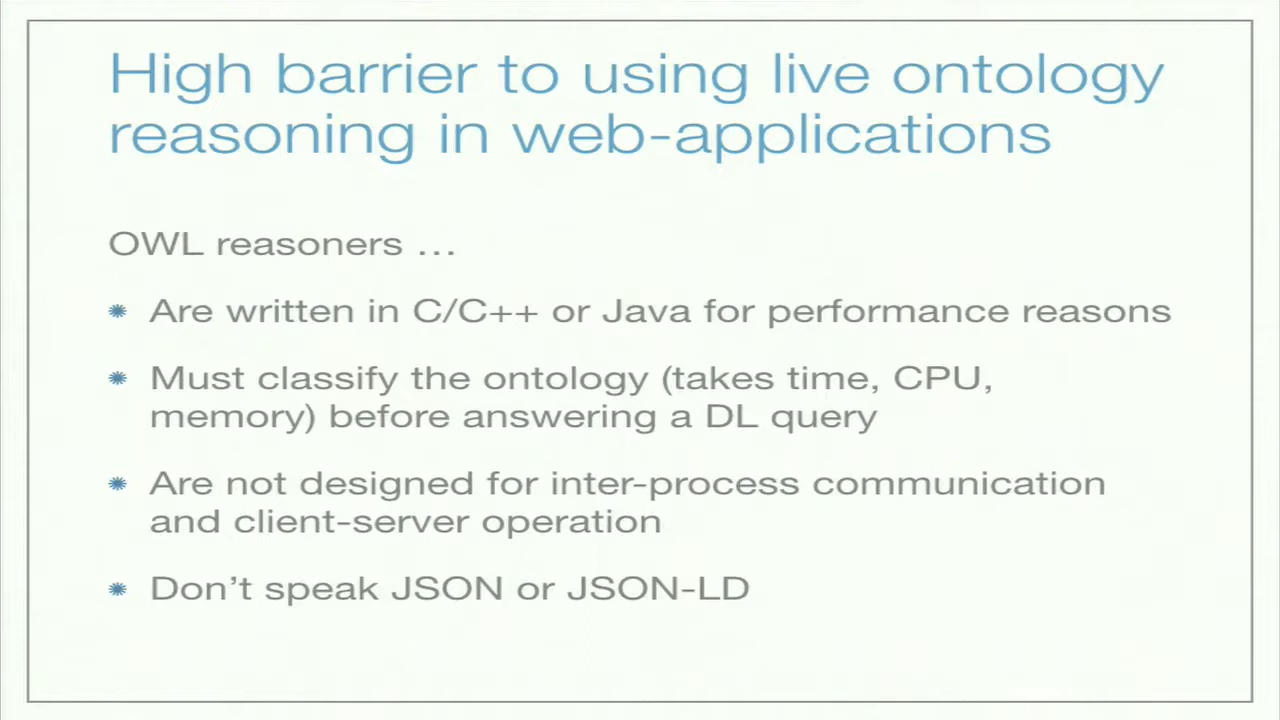 High barrier to using live ontology
reasoning in web-applications
OWL reasoners …
Are written in C/C++ or Java for performance reasons
Must classify the ontology (takes time, CPU,
memory) before answering a DL query
Are not designed for inter-process communication
and client-server operation
Don’t speak JSON or JSON-LD